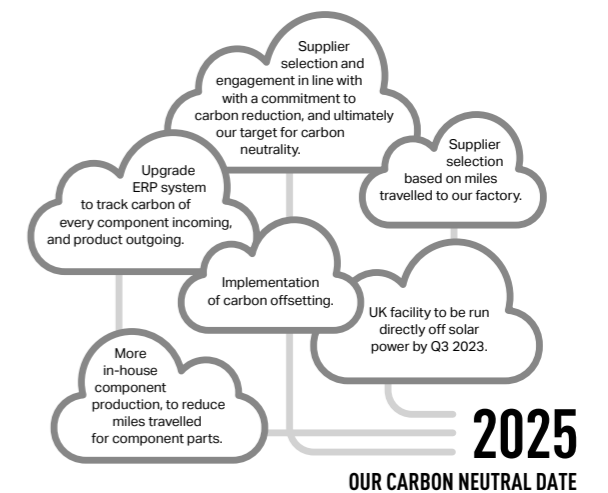 Supplier
selection and
engagement in line with
with a commitment to
carbon reduction, and ultimately
our target for carbon
neutrality.
Supplier
selection
based on miles
travelled to our factory.
Upgrade
ERP system
to track carbon of
every component incoming,
and product outgoing.
Implementation
of carbon offsetting.
UK facility to be run
directly off solar
power by Q3 2023.
More
in-house
component
production, to reduce
miles travelled
for component parts.
2025
OUR CARBON NEUTRAL DATE